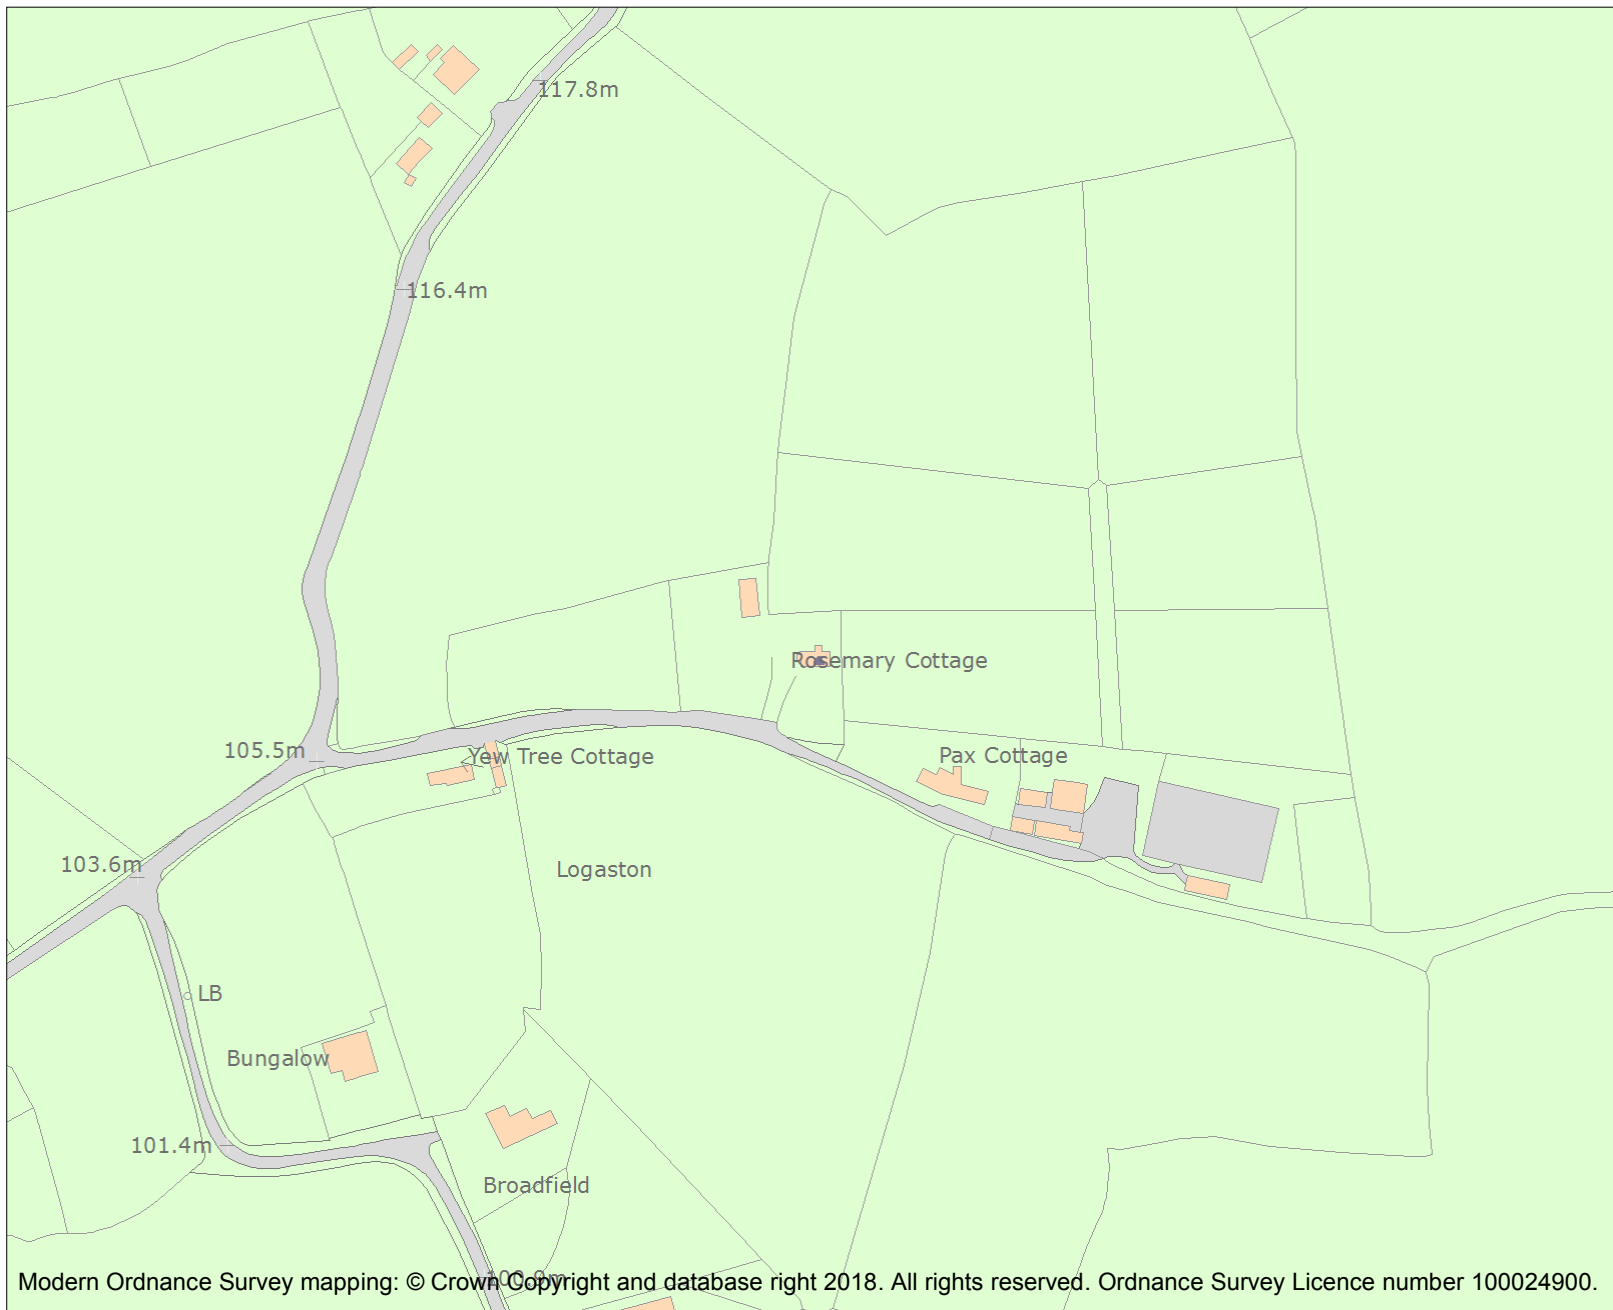 117.8m
116.4m
Rosemary Cottage
105.5m
Yew Tree Cottage
Pax Cottage
103.6m
Logaston
LB
Bungalow
101.4m
Broadfield
100.9m
Modern Ordnance Survey mapping: © Crown Copyright and database right 2018. All rights reserved. Ordnance Survey Licence number 100024900.